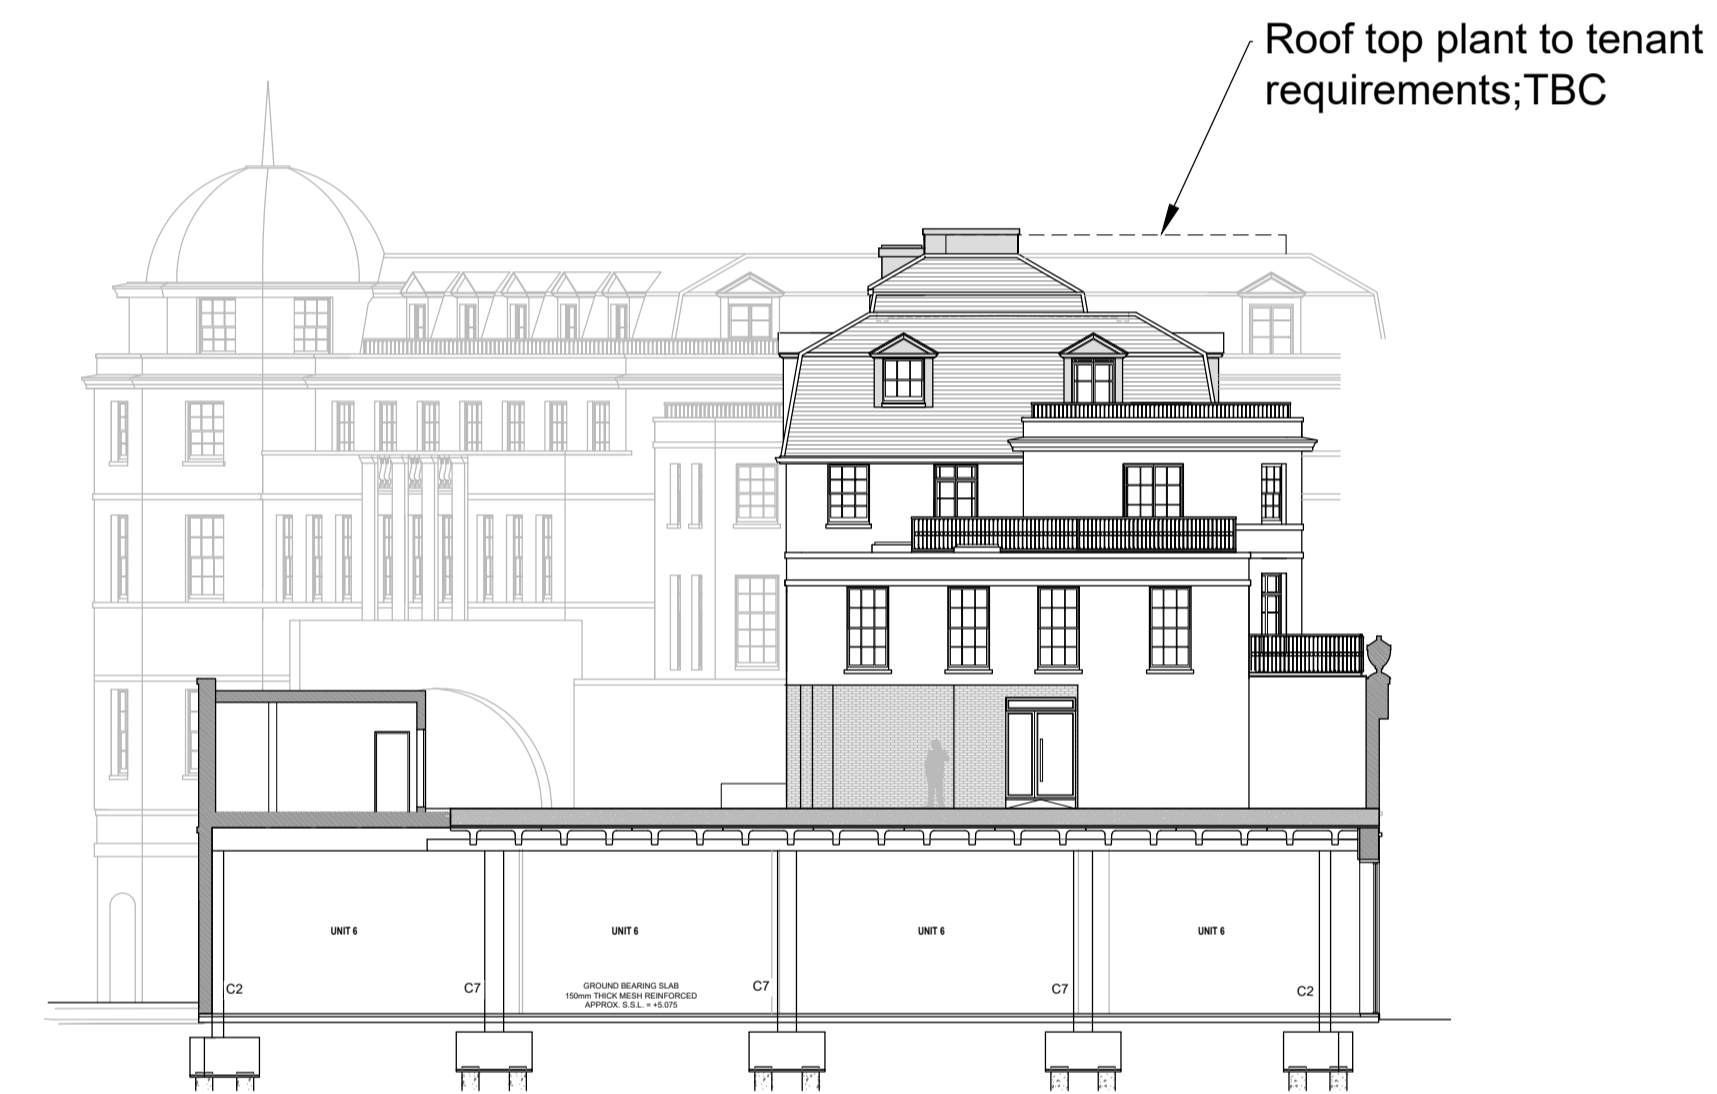 Roof top plant to tenant
requirements;TBC
UNIT 6
UNIT 6
UNIT 6
UNIT 6
C2
C7
GROUND BEARING SLAB
150mm THICK MESH REINFORCED
APPROX. S.S.L. = +5.075
C7
C7
C2